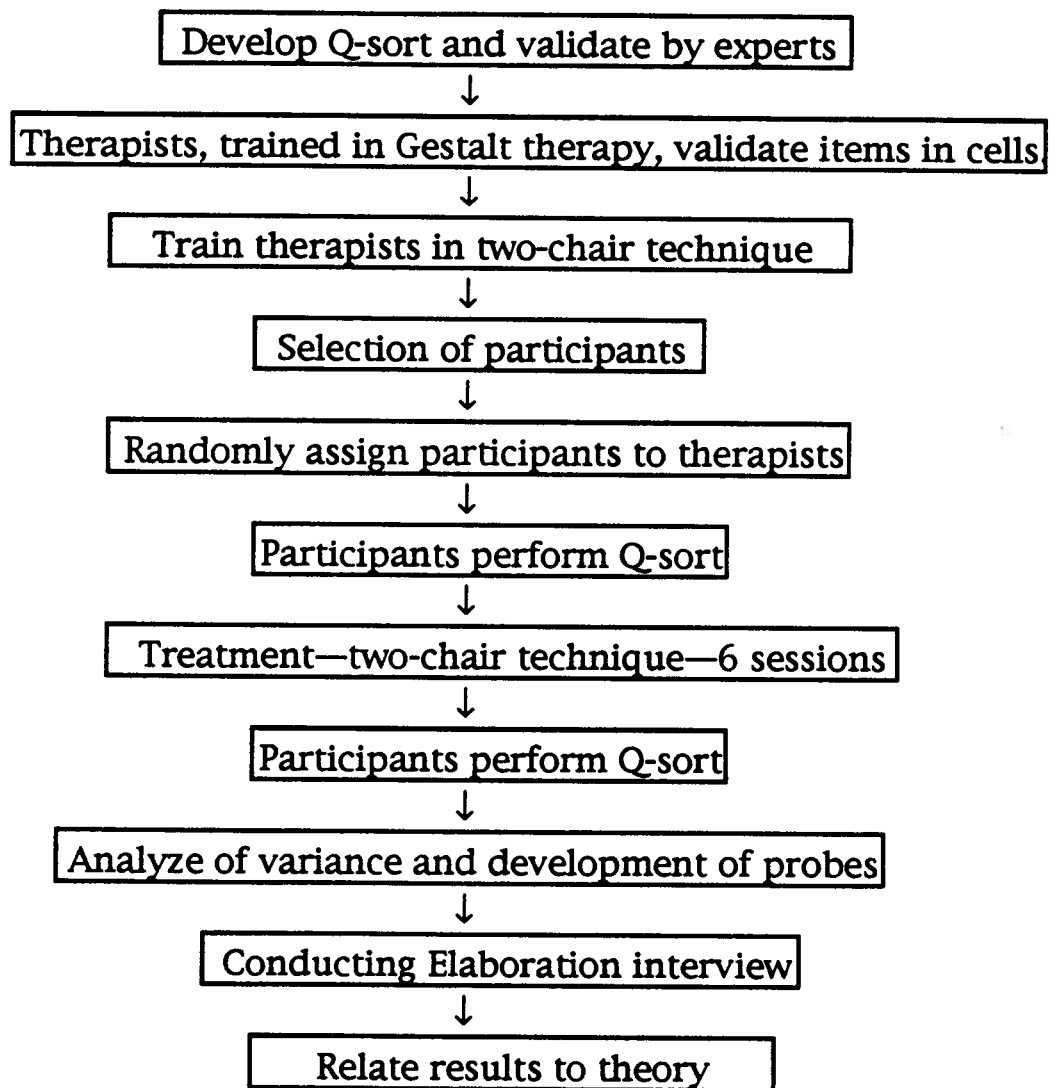 Develop Q-sort and validate by experts
↓
Therapists, trained in Gestalt therapy, validate items in cells
↓
Train therapists in two-chair technique
↓
Selection of participants
↓
Randomly assign participants to therapists
↓
Participants perform Q-sort
↓
Treatment—two-chair technique—6 sessions
↓
Participants perform Q-sort
↓
Analyze of variance and development of probes
↓
Conducting Elaboration interview
↓
Relate results to theory